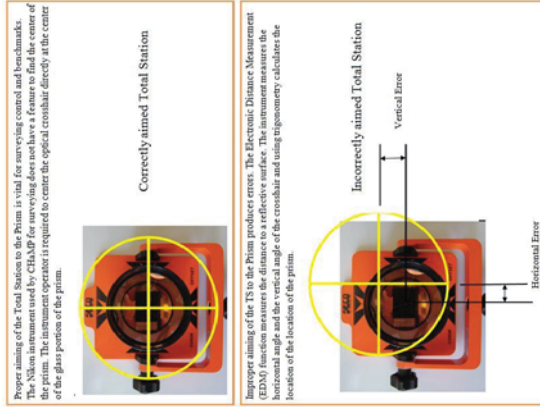 Proper aiming of the Total Station to the Prism is vital for surveying control and benchmarks.
The Nikon instrument used by CHaMP for surveying does not have a feature to find the center of
the prism. The instrument operator is required to center the optical crosshair directly at the center
of the glass portion of the prism.
Correctly aimed Total Station
Improper aiming of the TS to the Prism produces errors. The Electronic Distance Measurement
(EDM) function measures the distance to a reflective surface. The instrument measures the
horizontal angle and the vertical angle of the crosshair and using trigonometry calculates the
location of the location of the prism.
Incorrectly aimed Total Station
Vertical Error
Horizontal Error